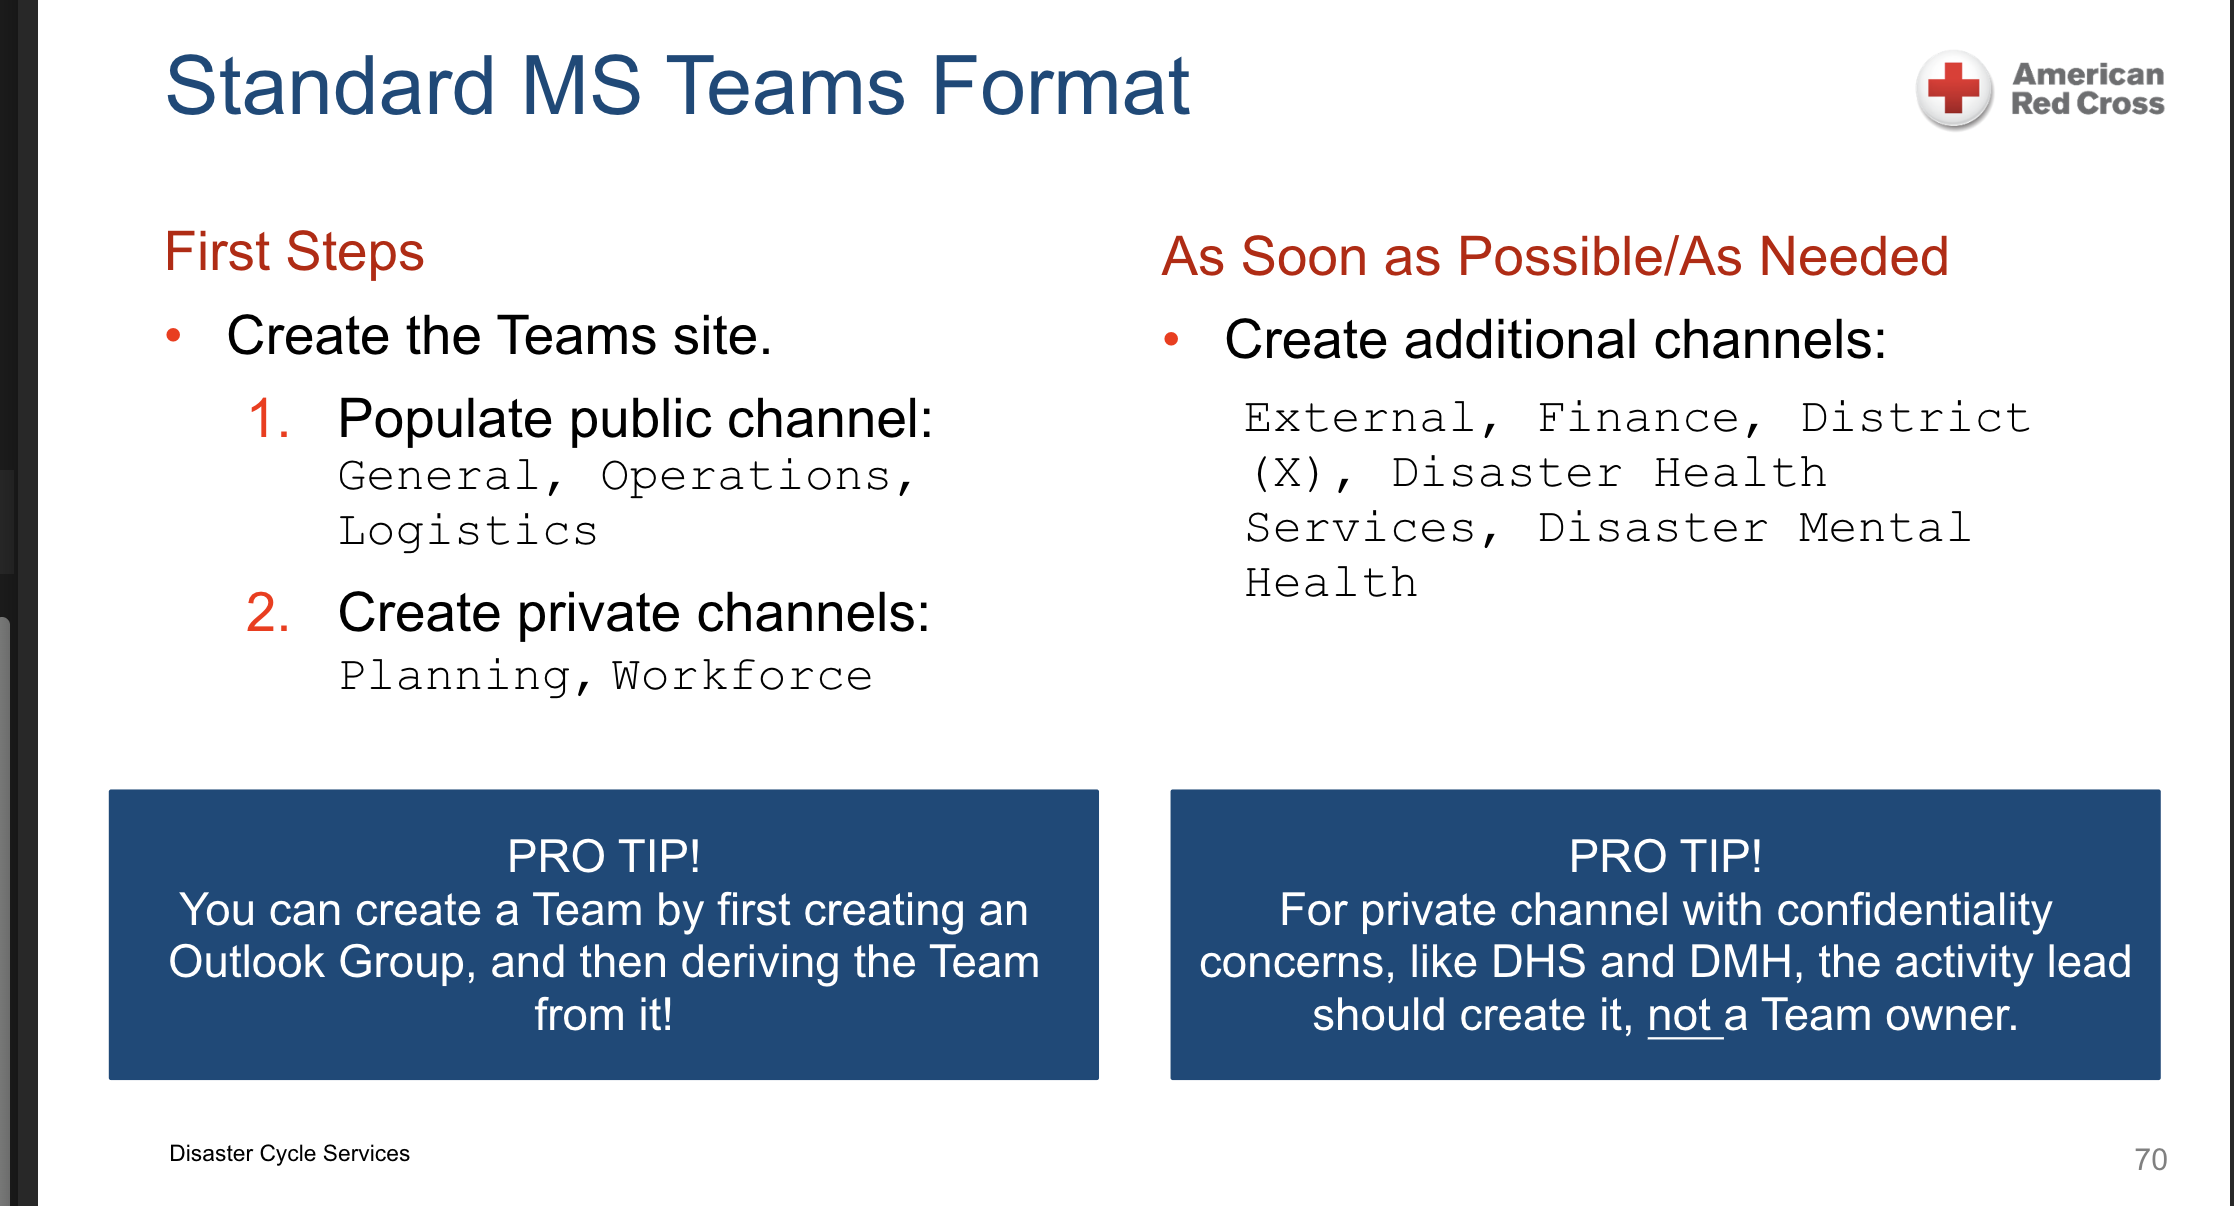 Standard MS Teams Format
American
Red Cross
First Steps
• Create the Teams site.
1. Populate public channel:
General, Operations,
Logistics
2. Create private channels:
Planning, Workforce
As Soon as Possible/As Needed
• Create additional channels:
External, Finance, District
(X), Disaster Health
Services, Disaster Mental
Health
PRO TIP!
You can create a Team by first creating an
Outlook Group, and then deriving the Team
from it!
PRO TIP!
For private channel with confidentiality
concerns, like DHS and DMH, the activity lead
should create it, not a Team owner.
Disaster Cycle Services
70